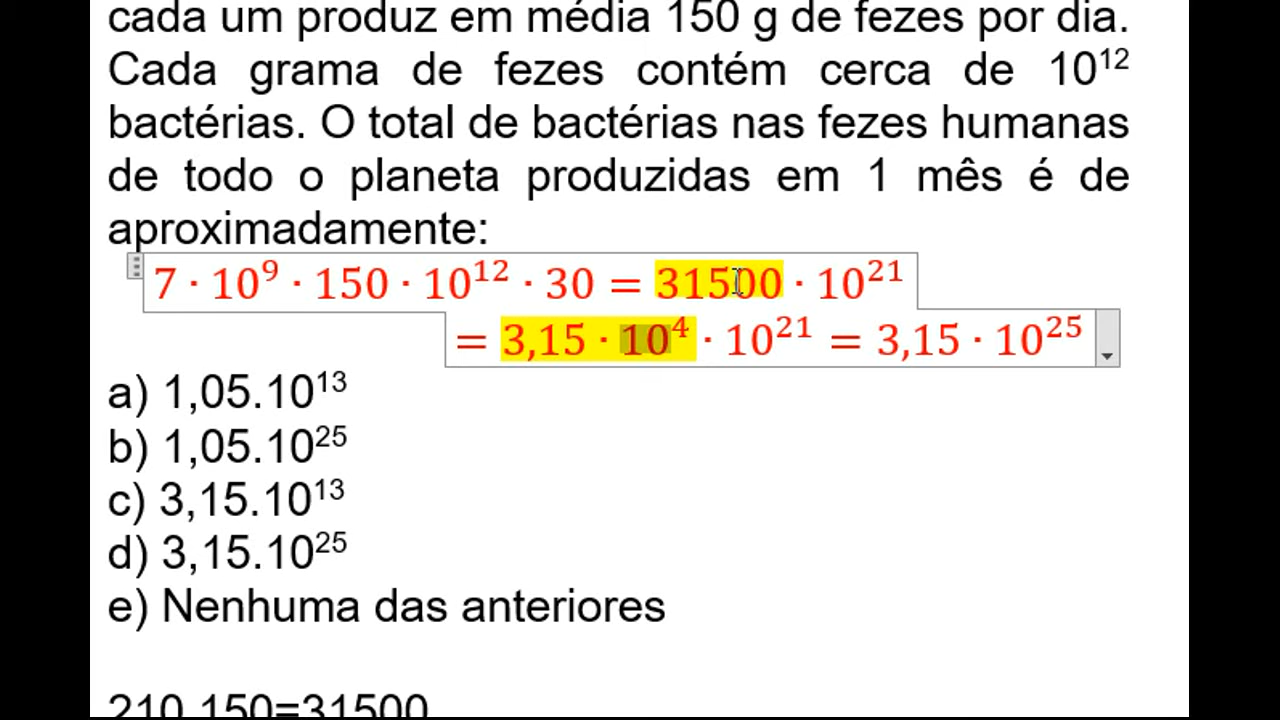 cada um produz em média 150 g de fezes por dia.
Cada grama de fezes contém cerca de 10¹²
bactérias. O total de bactérias nas fezes humanas
de todo o planeta produzidas em 1 mês é de
aproximadamente:
7 · 10⁹ · 150 · 10¹² · 30 = 31500 · 10²¹
= 3,15 · 10⁴ · 10²¹ = 3,15 · 10²⁵
a) 1,05.10¹³
b) 1,05.10²⁵
c) 3,15.10¹³
d) 3,15.10²⁵
e) Nenhuma das anteriores
210.150=31500